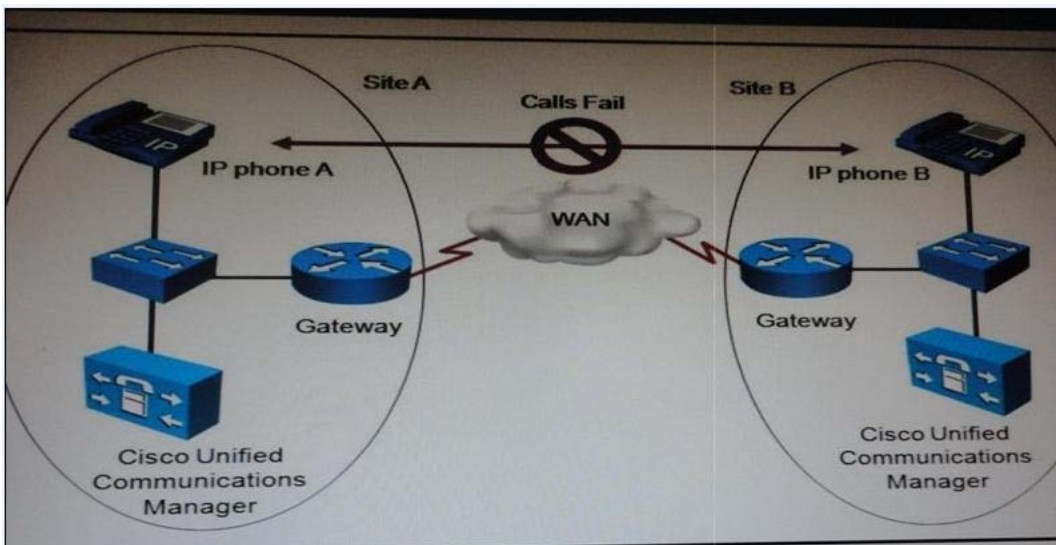 Site A
Calls Fail
Site B
IP
IP phone A
IP
IP phone B
WAN
Gateway
Gateway
Cisco Unified
Communications
Manager
Cisco Unified
Communications
Manager